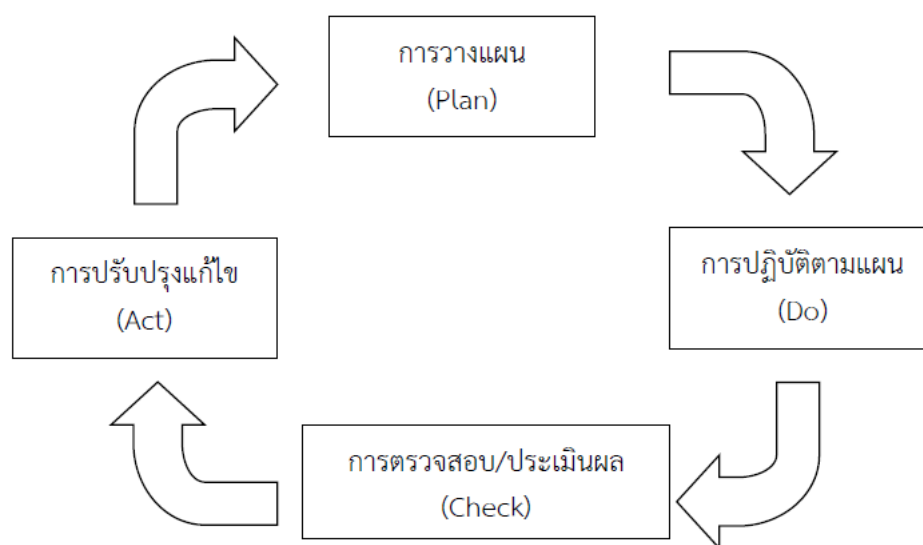 การวางแผน
(Plan)
การปฏิบัติตามแผน
(Do)
การตรวจสอบ/ประเมินผล
(Check)
การปรับปรุงแก้ไข
(Act)